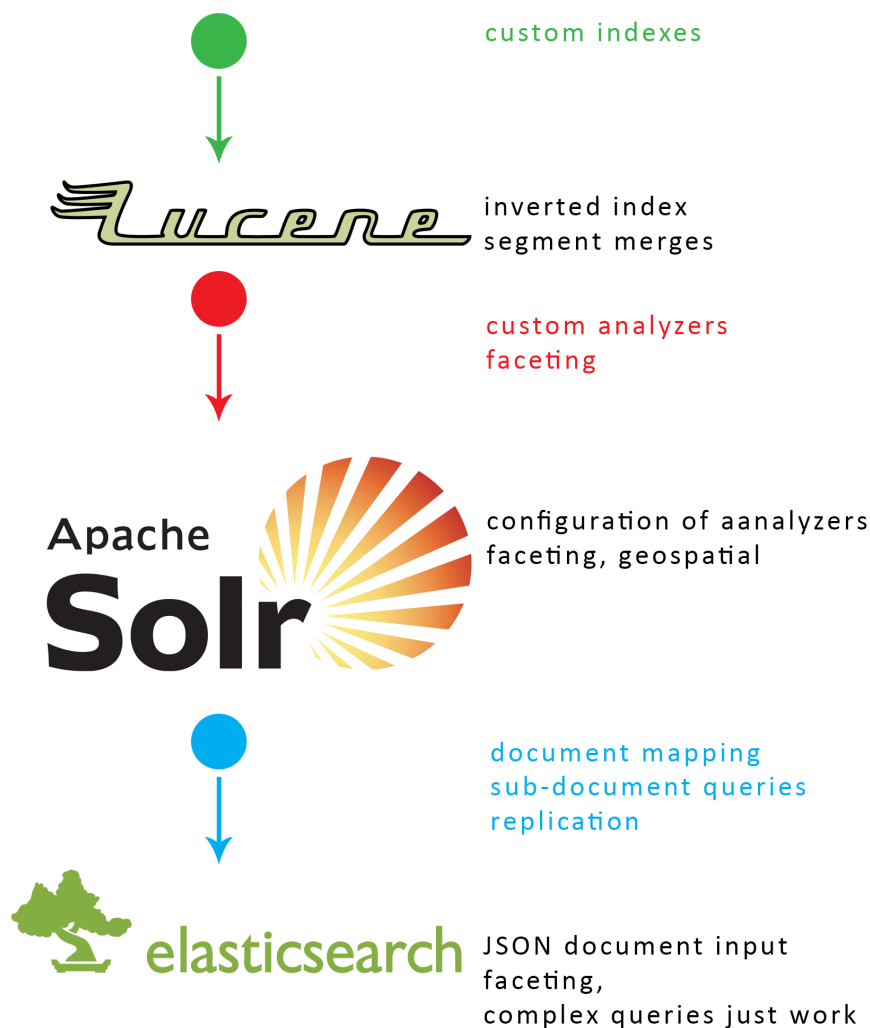 custom indexes
Lucene
inverted index
segment merges
custom analyzers
faceting
Apache
Solr
configuration of aanalyzers
faceting, geospatial
document mapping
sub-document queries
replication
elasticsearch
JSON document input
faceting,
complex queries just work